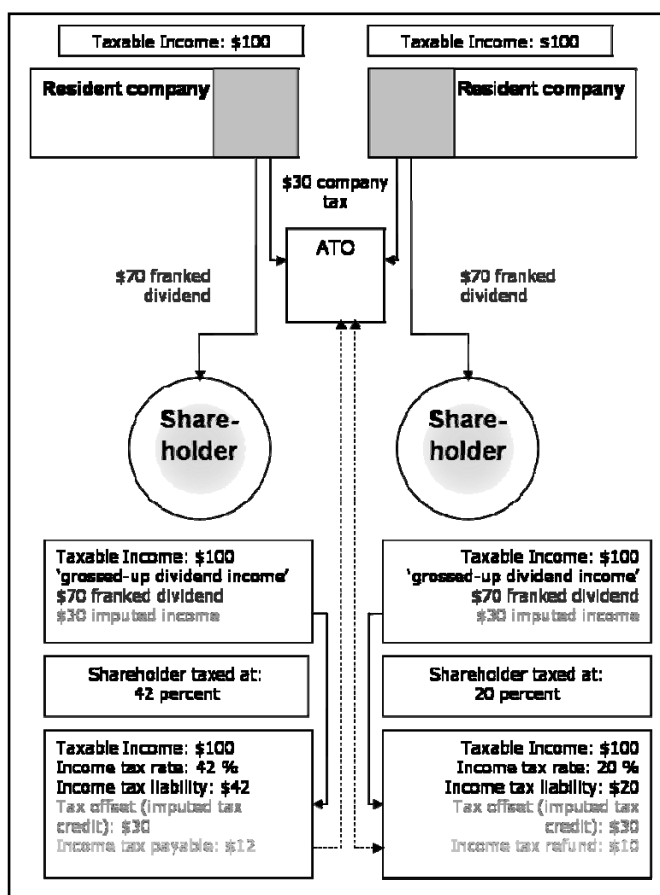 Taxable Income: $100
Taxable Income: $100
Resident company
Resident company
$30 company
tax
ATO
$70 franked
dividend
$70 franked
dividend
Share-
holder
Share-
holder
Taxable Income: $100
'grossed-up dividend income'
$70 franked dividend
$30 imputed income
Taxable Income: $100
'grossed-up dividend income'
$70 franked dividend
$30 imputed income
Shareholder taxed at:
42 percent
Shareholder taxed at:
20 percent
Taxable Income: $100
Income tax rate: 42 %
Income tax liability: $42
Tax offset (imputed tax
credit): $30
Income tax payable: $12
Taxable Income: $100
Income tax rate: 20 %
Income tax liability: $20
Tax offset (imputed tax
credit): $30
Income tax refund: $10